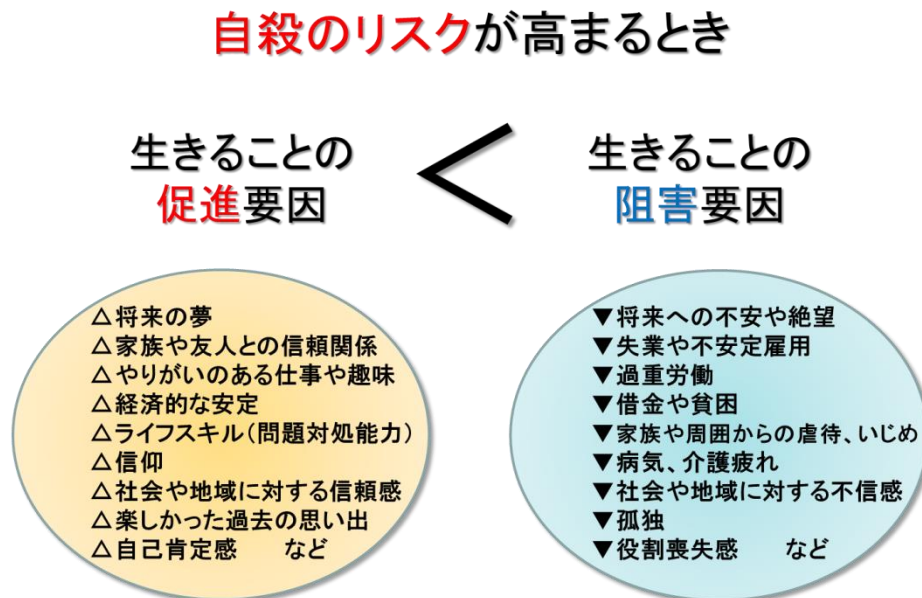 自殺のリスクが高まるとき
生きることの
促進要因
<
生きることの
阻害要因
△将来の夢
△家族や友人との信頼関係
△やりがいのある仕事や趣味
△経済的な安定
△ライフスキル（問題対処能力）
△信仰
△社会や地域に対する信頼感
△楽しかった過去の思い出
△自己肯定感　　など
▼将来への不安や絶望
▼失業や不安定雇用
▼過重労働
▼借金や貧困
▼家族や周囲からの虐待、いじめ
▼病気、介護疲れ
▼社会や地域に対する不信感
▼孤独
▼役割喪失感　　など